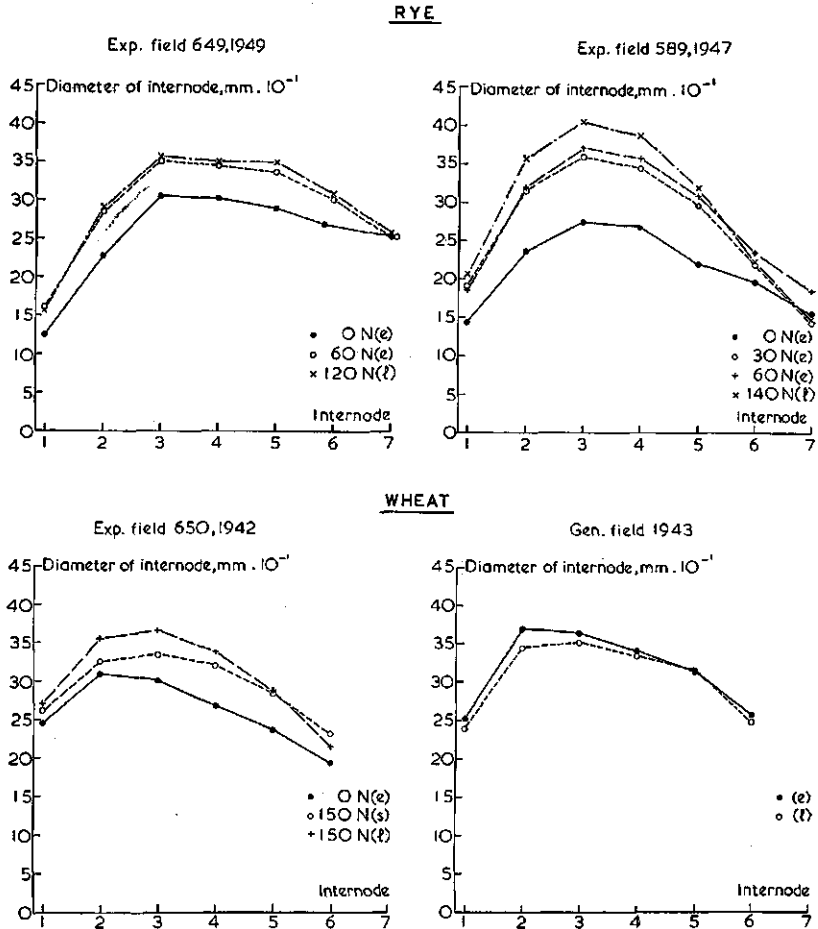 RYE
Exp. field 649,1949
Diameter of internode,mm . 10⁻¹
45
40
35
30
25
20
15
10
5
0
• 0 N(e)
o 60 N(e)
× 120 N(ℓ)
Internode
1 2 3 4 5 6 7
Exp. field 589,1947
Diameter of internode,mm . 10⁻¹
45
40
35
30
25
20
15
10
5
0
• 0 N(e)
o 30 N(e)
+ 60 N(e)
× 140 N(ℓ)
Internode
1 2 3 4 5 6 7
WHEAT
Exp. field 650,1942
Diameter of internode,mm . 10⁻¹
45
40
35
30
25
20
15
10
5
0
• 0 N(e)
o 150 N(s)
+ 150 N(ℓ)
Internode
1 2 3 4 5 6 7
Gen. field 1943
Diameter of internode,mm . 10⁻¹
45
40
35
30
25
20
15
10
5
0
• (e)
o (ℓ)
Internode
1 2 3 4 5 6 7